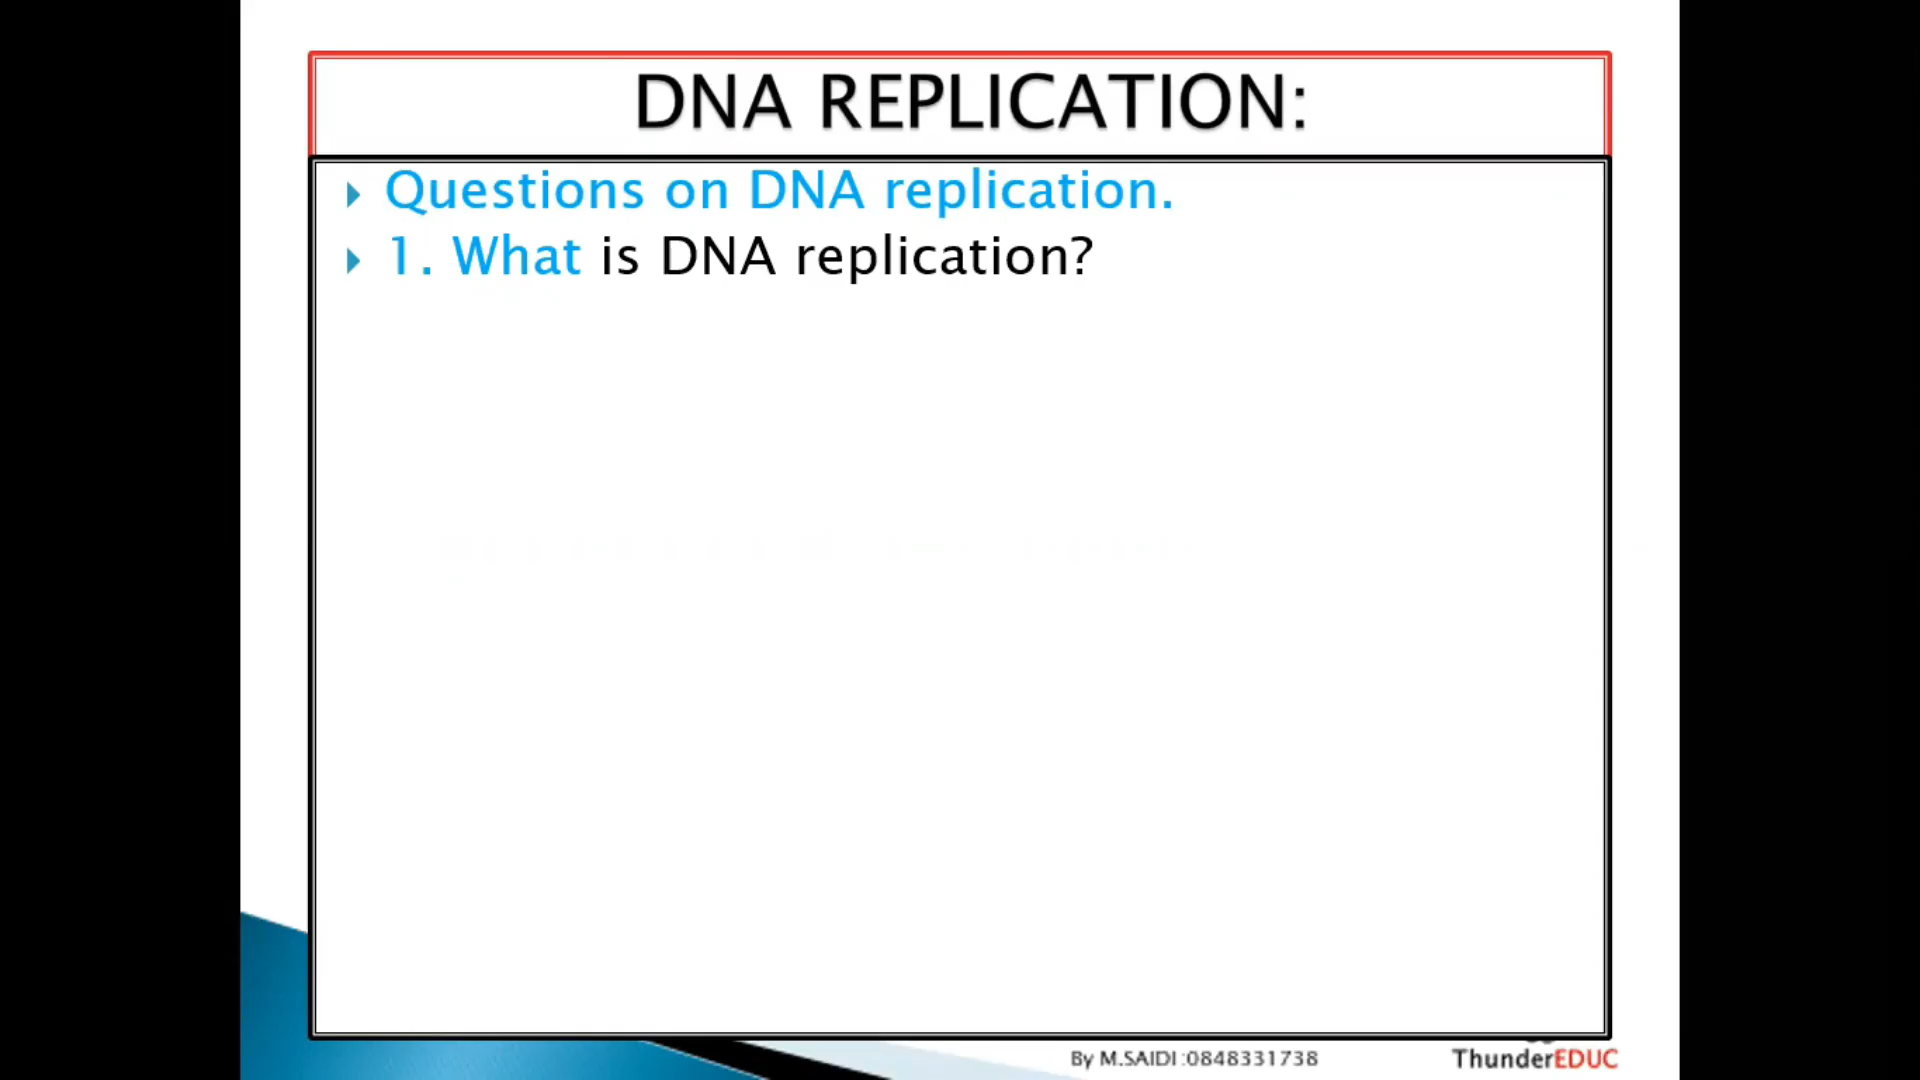 DNA REPLICATION:
Questions on DNA replication.
1. What is DNA replication?
By M.SAIDI :0848331738
ThunderEDUC